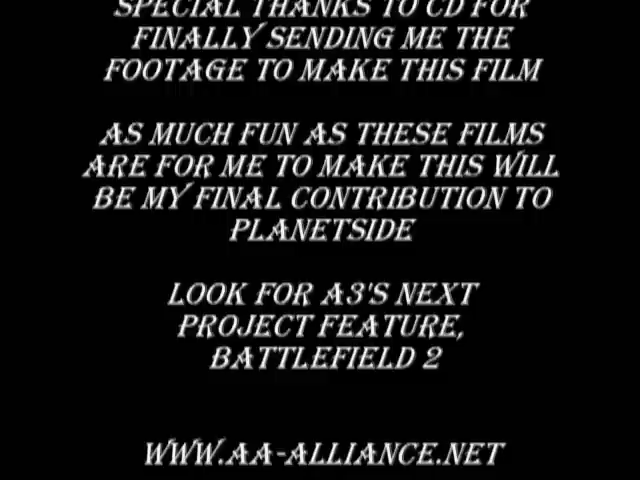 SPECIAL THANKS TO CD FOR
FINALLY SENDING ME THE
FOOTAGE TO MAKE THIS FILM
AS MUCH FUN AS THESE FILMS
ARE FOR ME TO MAKE THIS WILL
BE MY FINAL CONTRIBUTION TO
PLANETSIDE
LOOK FOR A3'S NEXT
PROJECT FEATURE,
BATTLEFIELD 2
WWW.AA-ALLIANCE.NET